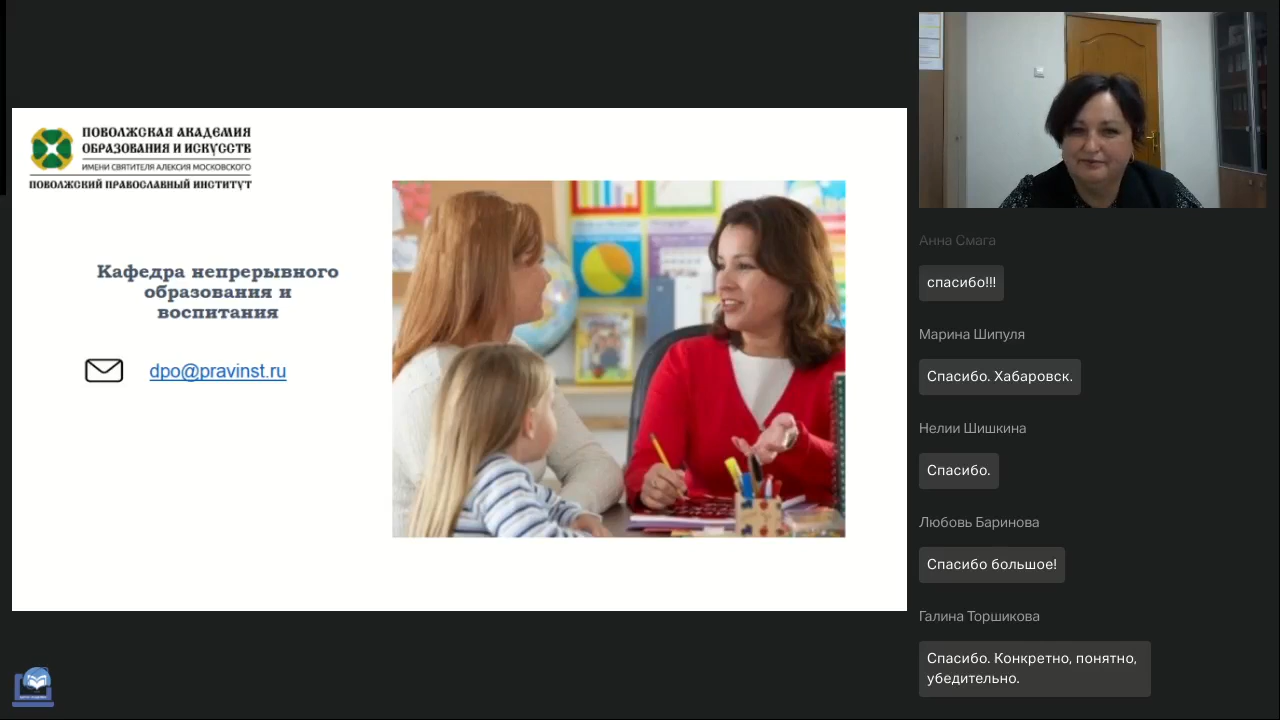 ПОВОЛЖСКАЯ АКАДЕМИЯ
ОБРАЗОВАНИЯ И ИСКУССТВ
ИМЕНИ СВЯТИТЕЛЯ АЛЕКСИЯ МОСКОВСКОГО
ПОВОЛЖСКИЙ ПРАВОСЛАВНЫЙ ИНСТИТУТ
Кафедра непрерывного
образования и
воспитания
dpo@pravinst.ru
Анна Смага
спасибо!!!
Марина Шипуля
Спасибо. Хабаровск.
Нелии Шишкина
Спасибо.
Любовь Баринова
Спасибо большое!
Галина Торшикова
Спасибо. Конкретно, понятно,
убедительно.